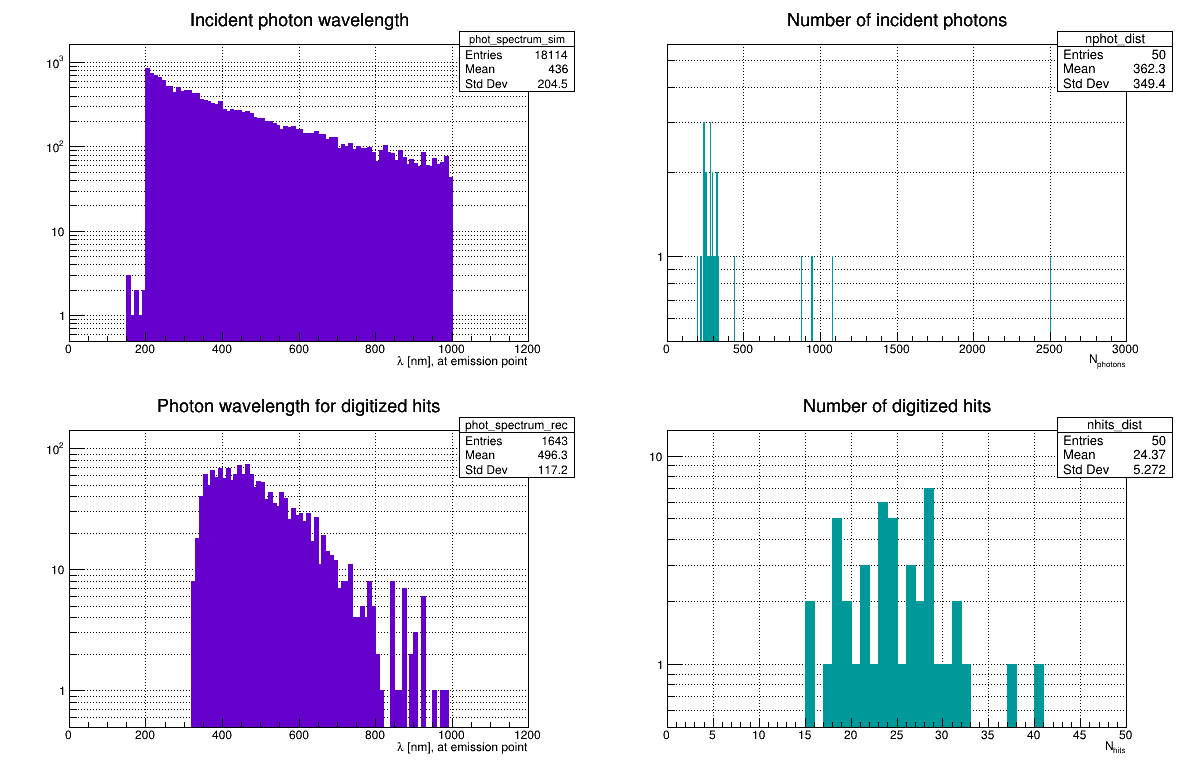 Incident photon wavelength
phot_spectrum_sim
Entries 18114
Mean 436
Std Dev 204.5
10³
10²
10
1
0 200 400 600 800 1000 1200
λ [nm], at emission point
Number of incident photons
nphot_dist
Entries 50
Mean 362.3
Std Dev 349.4
1
0 500 1000 1500 2000 2500 3000
Nphotons
Photon wavelength for digitized hits
phot_spectrum_rec
Entries 1643
Mean 496.3
Std Dev 117.2
10²
10
1
0 200 400 600 800 1000 1200
λ [nm], at emission point
Number of digitized hits
nhits_dist
Entries 50
Mean 24.37
Std Dev 5.272
10
1
0 5 10 15 20 25 30 35 40 45 50
Nhits